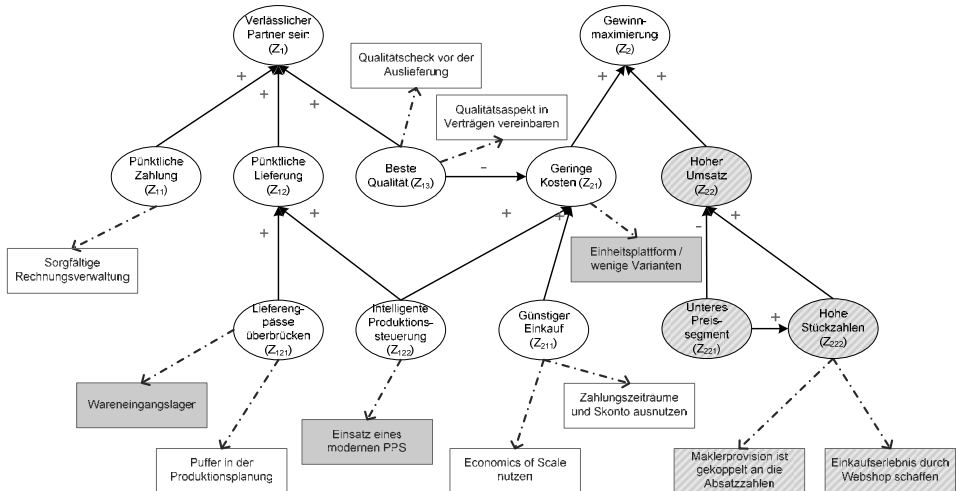 Verlässlicher
Partner sein:
(Z1)
Gewinn-
maximierung
(Z2)
Qualitätscheck vor der
Auslieferung
Qualitätsaspekt in
Verträgen vereinbaren
+
+
+
+
+
Pünktliche
Zahlung
(Z11)
Pünktliche
Lieferung
(Z12)
Beste
Qualität (Z13)
-
Geringe
Kosten (Z21)
Hoher
Umsatz
(Z22)
+
+
+
+
-
+
Sorgfältige
Rechnungsverwaltung
Einheitsplattform /
wenige Varianten
Liefereng-
pässe
überbrücken
(Z121)
Intelligente
Produktions-
steuerung
(Z122)
Günstiger
Einkauf
(Z211)
Unteres
Preis-
segment
(Z221)
+
Hohe
Stückzahlen
(Z222)
Wareneingangslager
Zahlungszeiträume
und Skonto ausnutzen
Einsatz eines
modernen PPS
Puffer in der
Produktionsplanung
Economics of Scale
nutzen
Maklerprovision ist
gekoppelt an die
Absatzzahlen
Einkaufserlebnis durch
Webshop schaffen